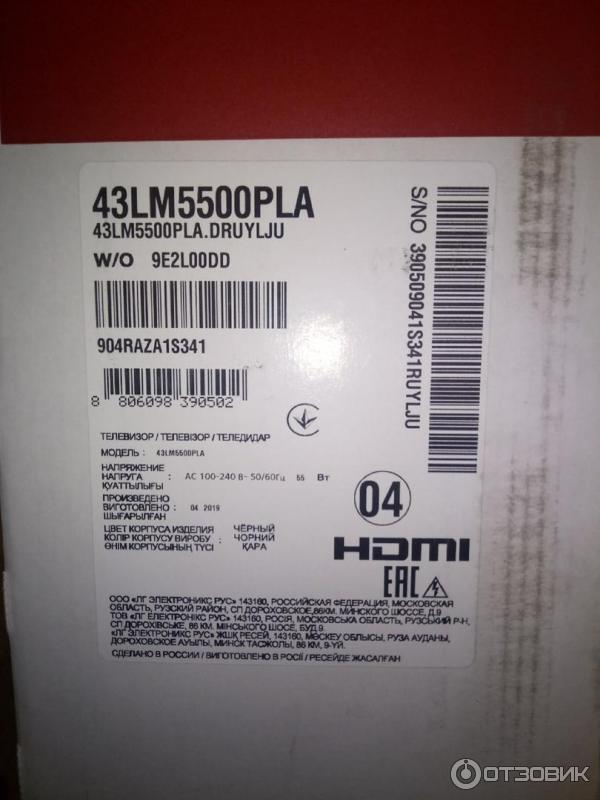 43LM5500PLA
43LM5500PLA.DRUYLJU
W/O 9E2L00DD
904RAZA1S341
8 806098 390502
S/NO 390509041S341RUYLJU
ТЕЛЕВИЗОР / ТЕЛЕВІЗОР / ТЕЛЕДИДАР
МОДЕЛЬ : 43LM5500PLA
НАПРЯЖЕНИЕ
НАПРУГА : AC 100-240 В~ 50/60Гц 55 Вт
ҚУАТТЫЛЫҒЫ
ПРОИЗВЕДЕНО
ВИГОТОВЛЕНО : 04 2019
ШЫҒАРЫЛҒАН
ЦВЕТ КОРПУСА ИЗДЕЛИЯ ЧЁРНЫЙ
КОЛІР КОРПУСУ ВИРОБУ : ЧОРНИЙ
ӨНІМ КОРПУСЫНЫҢ ТҮСІ ҚАРА
04
HDMI
EAC
ООО «ЛГ ЭЛЕКТРОНИКС РУС» 143160, РОССИЙСКАЯ ФЕДЕРАЦИЯ, МОСКОВСКАЯ
ОБЛАСТЬ, РУЗСКИЙ РАЙОН, СП ДОРОХОВСКОЕ,86КМ. МИНСКОГО ШОССЕ, Д.9
ТОВ «ЛГ ЕЛЕКТРОНІКС РУС» 143160, РОСІЯ, МОСКОВСЬКА ОБЛАСТЬ, РУЗСЬКИЙ Р-Н,
СП ДОРОХІВСЬКЕ, 86 КМ. МІНСЬКОГО ШОСЕ, БУД.9
«ЛГ ЭЛЕКТРОНИКС РУС» ЖШҚ РЕСЕЙ, 143160, МӘСКЕУ ОБЛЫСЫ, РУЗА АУДАНЫ,
ДОРОХОВСКОЕ АУЫЛЫ, МИНСК ТАСЖОЛЫ, 86 КМ, 9-ҮЙ.
СДЕЛАНО В РОССИИ / ВИГОТОВЛЕНО В РОСІЇ / РЕСЕЙДЕ ЖАСАЛҒАН
ОТЗОВИК